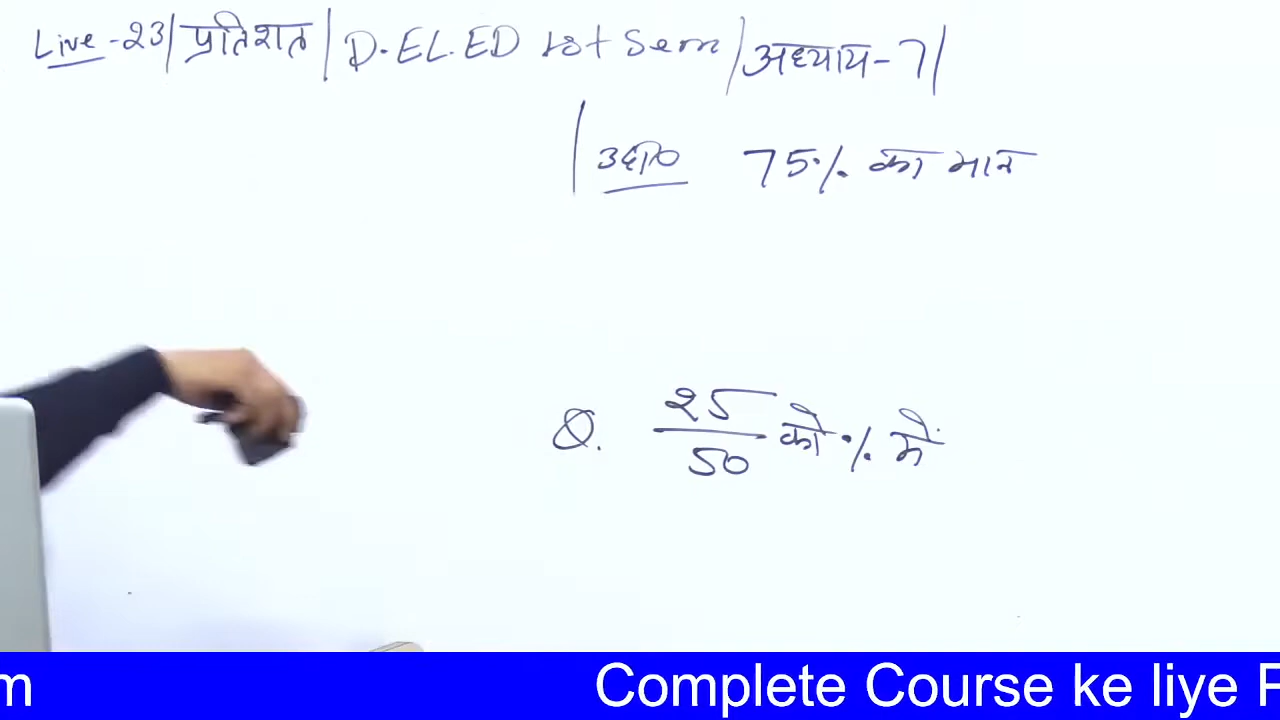 Live-23| प्रतिशत | D.EL.ED 1st Sem | अध्याय-7|
उदा० 75% का मान
Q. 25/50 को % में
m Complete Course ke liye